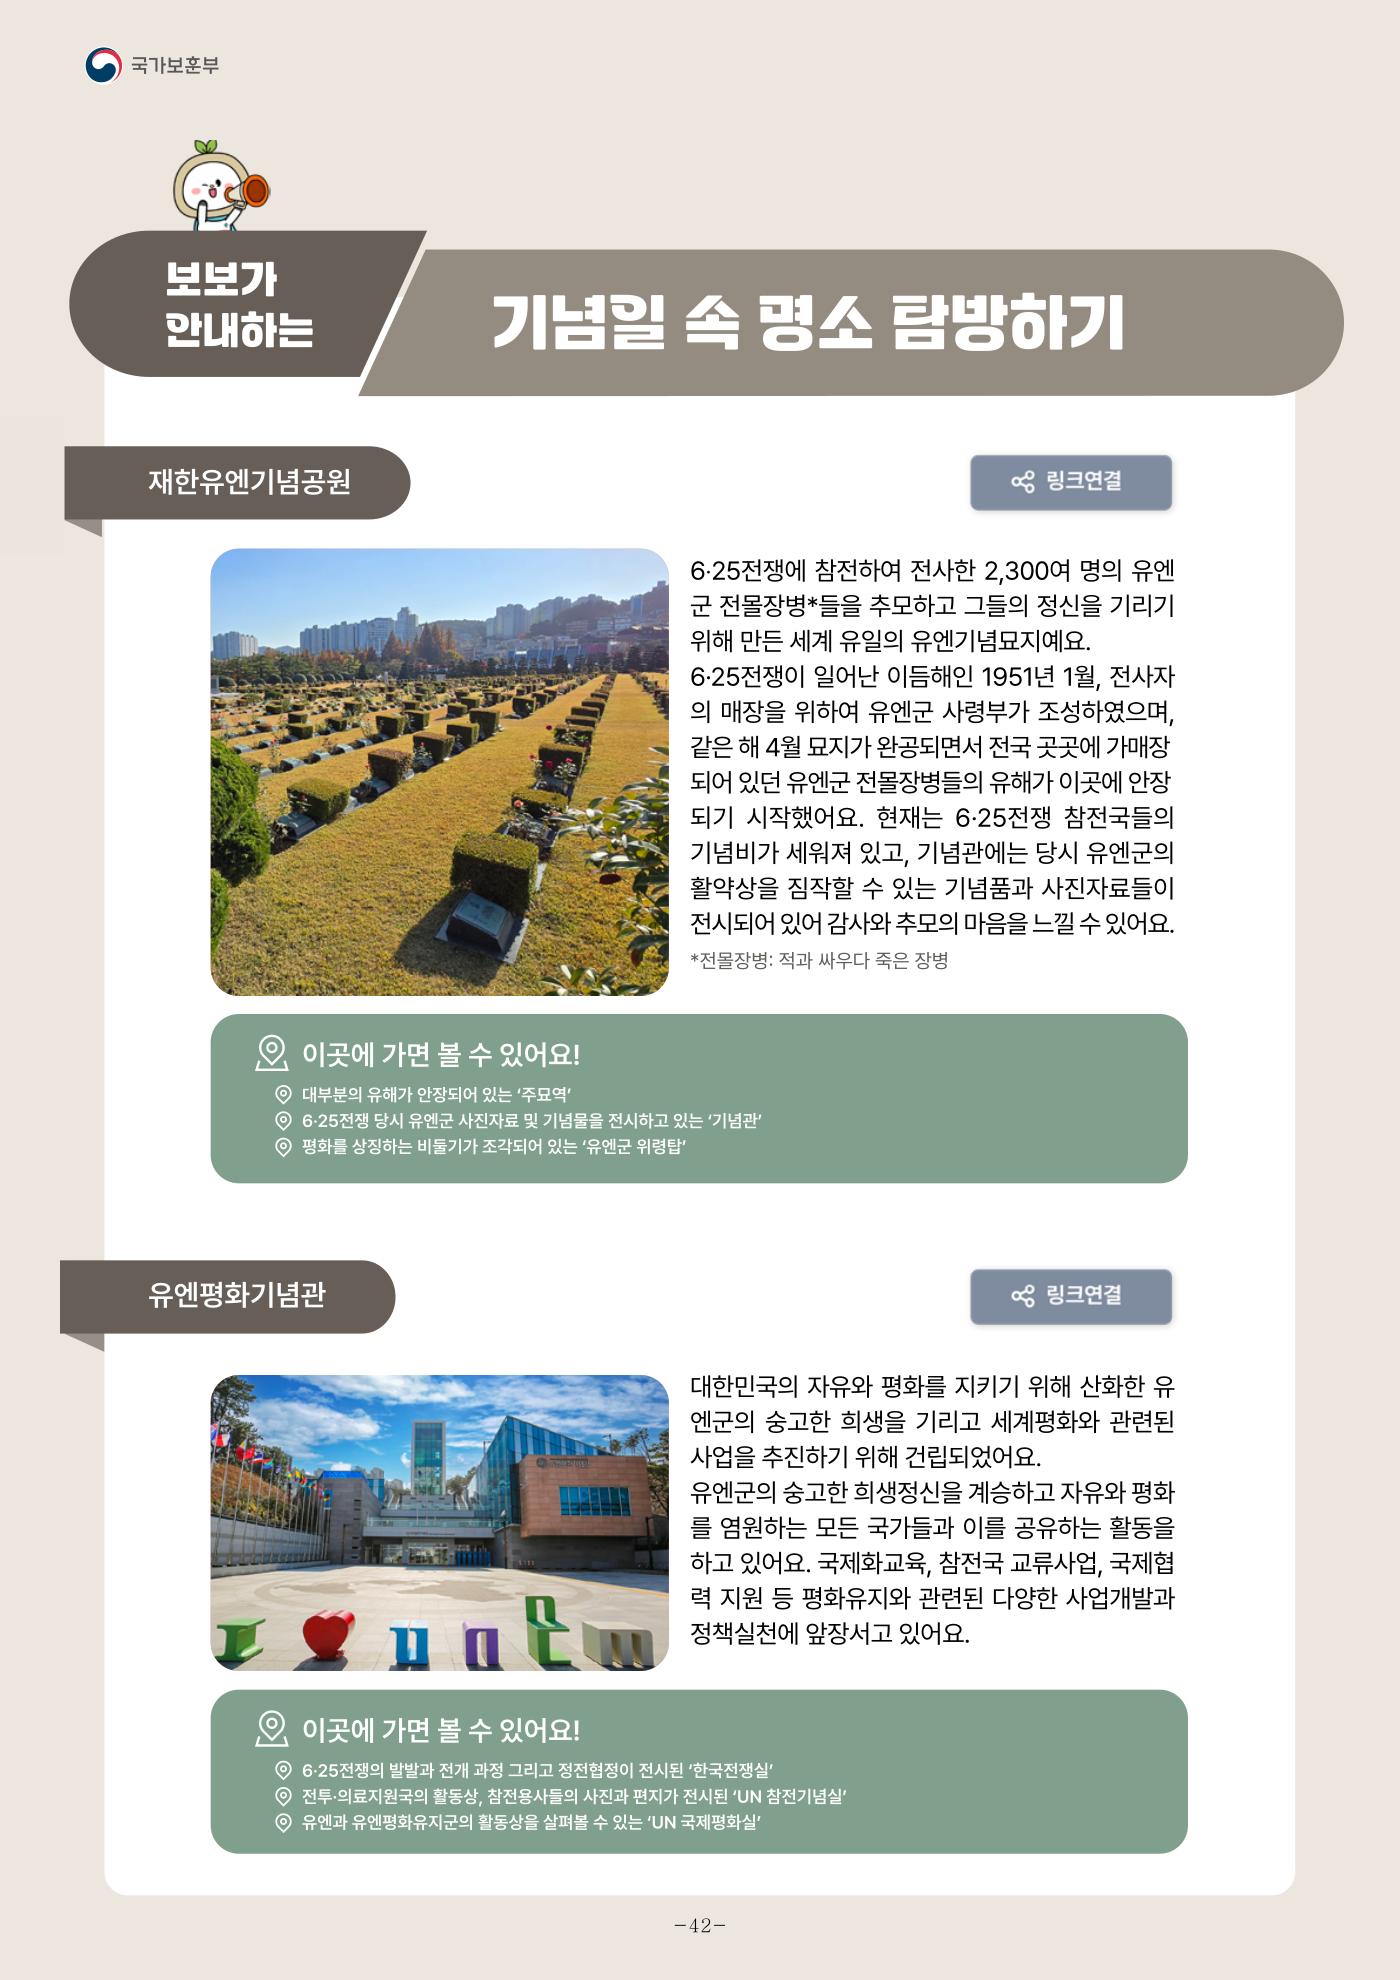 국가보훈부
보보가
안내하는
기념일 속 명소 탐방하기
재한유엔기념공원
링크연결
6·25전쟁에 참전하여 전사한 2,300여 명의 유엔
군 전몰장병*들을 추모하고 그들의 정신을 기리기
위해 만든 세계 유일의 유엔기념묘지예요.
6·25전쟁이 일어난 이듬해인 1951년 1월, 전사자
의 매장을 위하여 유엔군 사령부가 조성하였으며,
같은 해 4월 묘지가 완공되면서 전국 곳곳에 가매장
되어 있던 유엔군 전몰장병들의 유해가 이곳에 안장
되기 시작했어요. 현재는 6·25전쟁 참전국들의
기념비가 세워져 있고, 기념관에는 당시 유엔군의
활약상을 짐작할 수 있는 기념품과 사진자료들이
전시되어 있어 감사와 추모의 마음을 느낄 수 있어요.
*전몰장병: 적과 싸우다 죽은 장병
이곳에 가면 볼 수 있어요!
대부분의 유해가 안장되어 있는 ‘주묘역’
6·25전쟁 당시 유엔군 사진자료 및 기념물을 전시하고 있는 ‘기념관’
평화를 상징하는 비둘기가 조각되어 있는 ‘유엔군 위령탑’
유엔평화기념관
링크연결
대한민국의 자유와 평화를 지키기 위해 산화한 유
엔군의 숭고한 희생을 기리고 세계평화와 관련된
사업을 추진하기 위해 건립되었어요.
유엔군의 숭고한 희생정신을 계승하고 자유와 평화
를 염원하는 모든 국가들과 이를 공유하는 활동을
하고 있어요. 국제화교육, 참전국 교류사업, 국제협
력 지원 등 평화유지와 관련된 다양한 사업개발과
정책실천에 앞장서고 있어요.
I un
이곳에 가면 볼 수 있어요!
6·25전쟁의 발발과 전개 과정 그리고 정전협정이 전시된 ‘한국전쟁실’
전투·의료지원국의 활동상, 참전용사들의 사진과 편지가 전시된 ‘UN 참전기념실’
유엔과 유엔평화유지군의 활동상을 살펴볼 수 있는 ‘UN 국제평화실’
-42-